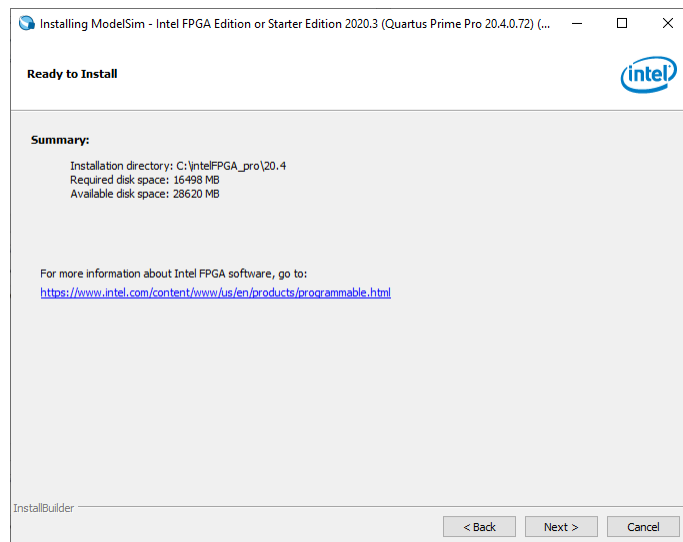 Installing ModelSim - Intel FPGA Edition or Starter Edition 2020.3 (Quartus Prime Pro 20.4.0.72) (...
Ready to Install
intel
Summary:
Installation directory: C:\intelFPGA_pro\20.4
Required disk space: 16498 MB
Available disk space: 28620 MB
For more information about Intel FPGA software, go to:
https://www.intel.com/content/www/us/en/products/programmable.html
InstallBuilder
< Back
Next >
Cancel